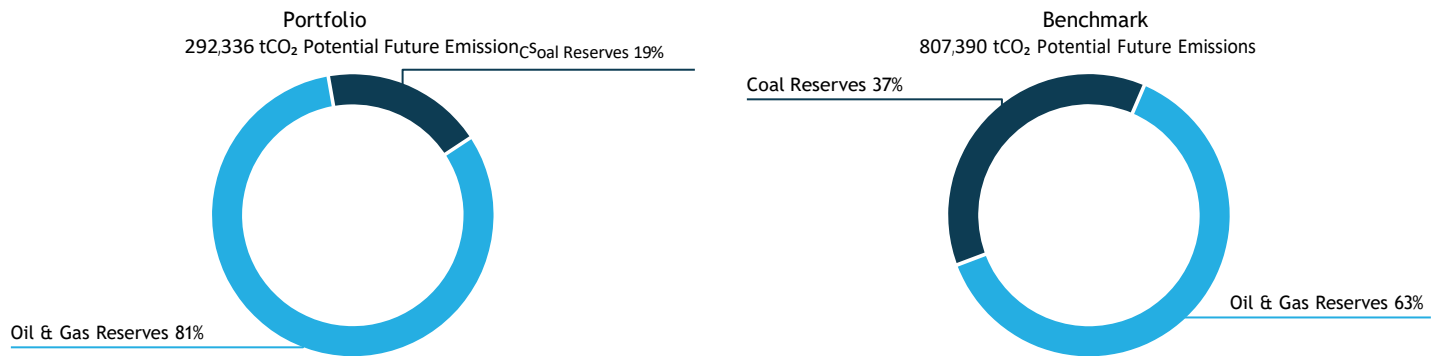 Portfolio
292,336 tCO₂ Potential Future Emissions
Coal Reserves 19%
Oil & Gas Reserves 81%
Benchmark
807,390 tCO₂ Potential Future Emissions
Coal Reserves 37%
Oil & Gas Reserves 63%